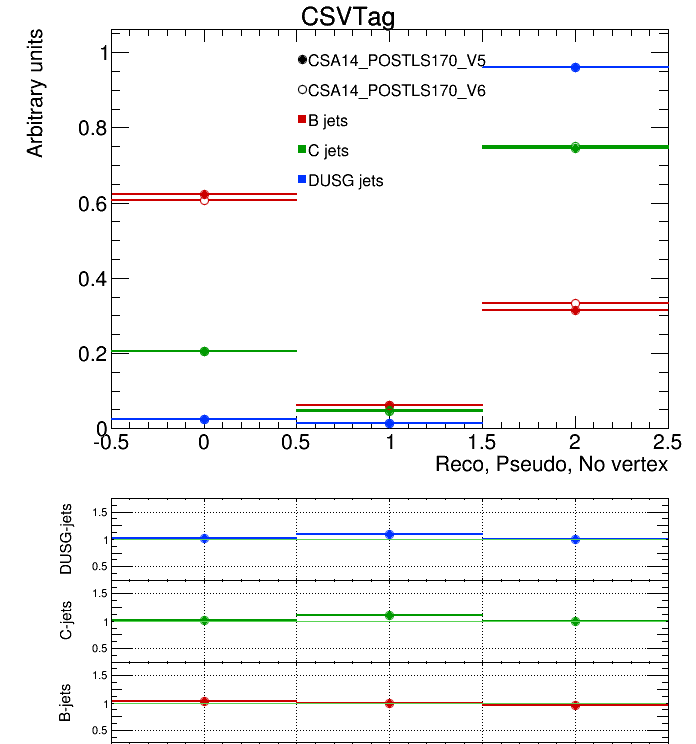 CSVTag
Arbitrary units
1
0.8
0.6
0.4
0.2
0
CSA14_POSTLS170_V5
CSA14_POSTLS170_V6
B jets
C jets
DUSG jets
-0.5 0 0.5 1 1.5 2 2.5
Reco, Pseudo, No vertex
DUSG-jets
1.5
1
0.5
C-jets
1.5
1
0.5
B-jets
1.5
1
0.5